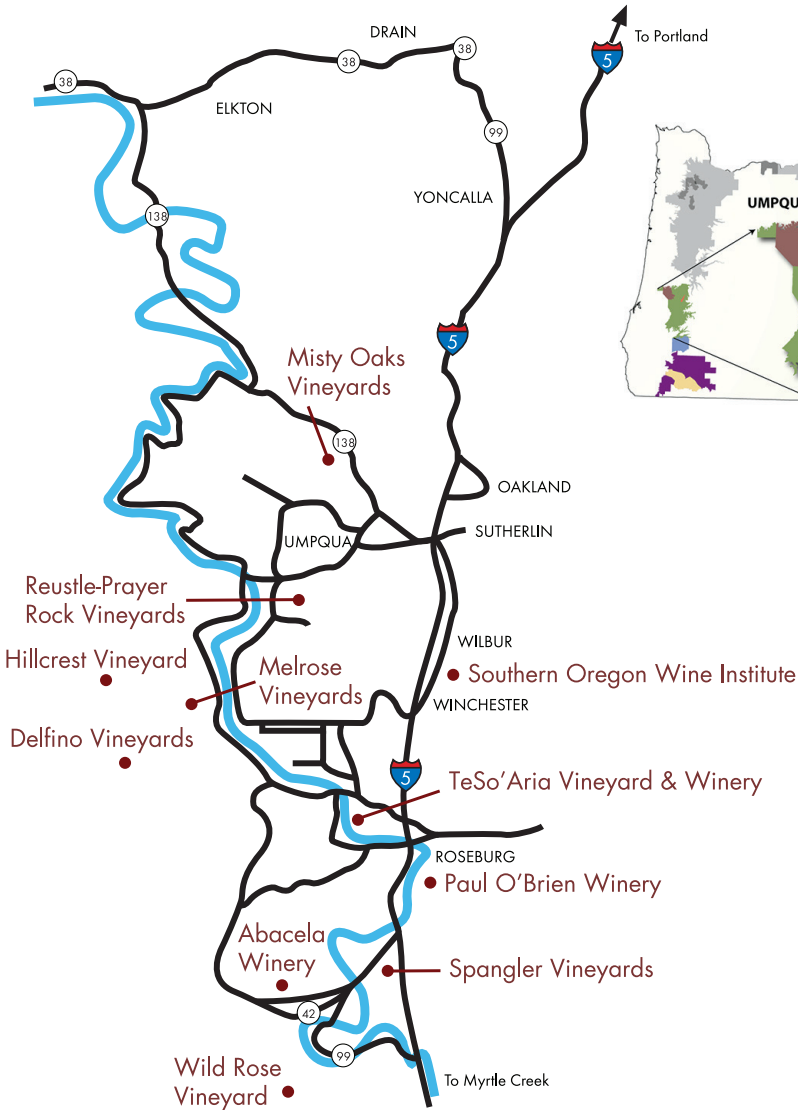 DRAIN
38
38
38
5
To Portland
ELKTON
99
YONCALLA
138
UMPQU
5
Misty Oaks
Vineyards
138
OAKLAND
UMPQUA
SUTHERLIN
Reustle-Prayer
Rock Vineyards
WILBUR
Hillcrest Vineyard
Melrose
Vineyards
Southern Oregon Wine Institute
WINCHESTER
Delfino Vineyards
5
TeSo'Aria Vineyard & Winery
ROSEBURG
Paul O'Brien Winery
Abacela
Winery
Spangler Vineyards
42
99
Wild Rose
Vineyard
To Myrtle Creek